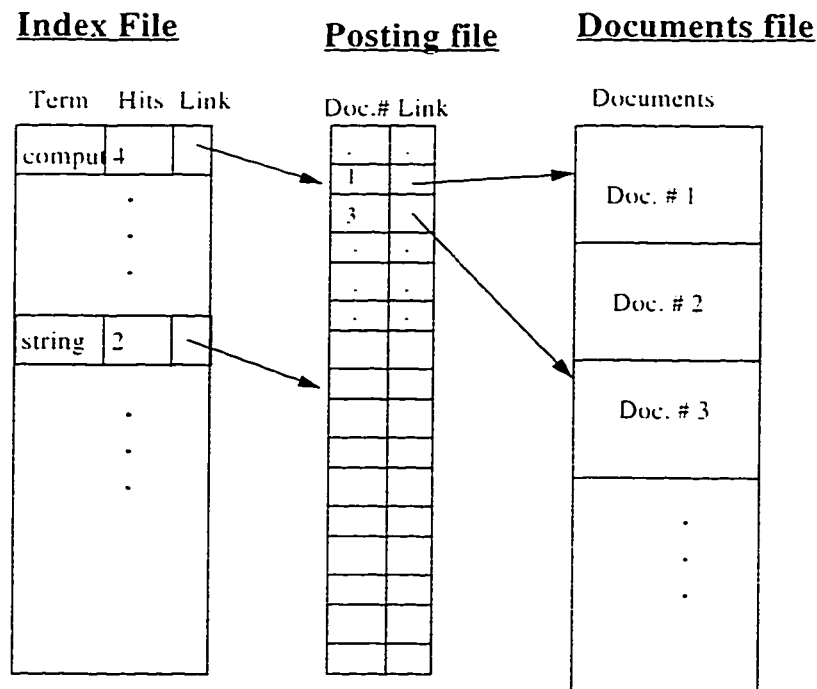 Index File
Posting file
Documents file
Term Hits Link
Doc.# Link
Documents
comput 4
1
3
Doc. # 1
Doc. # 2
string 2
Doc. # 3